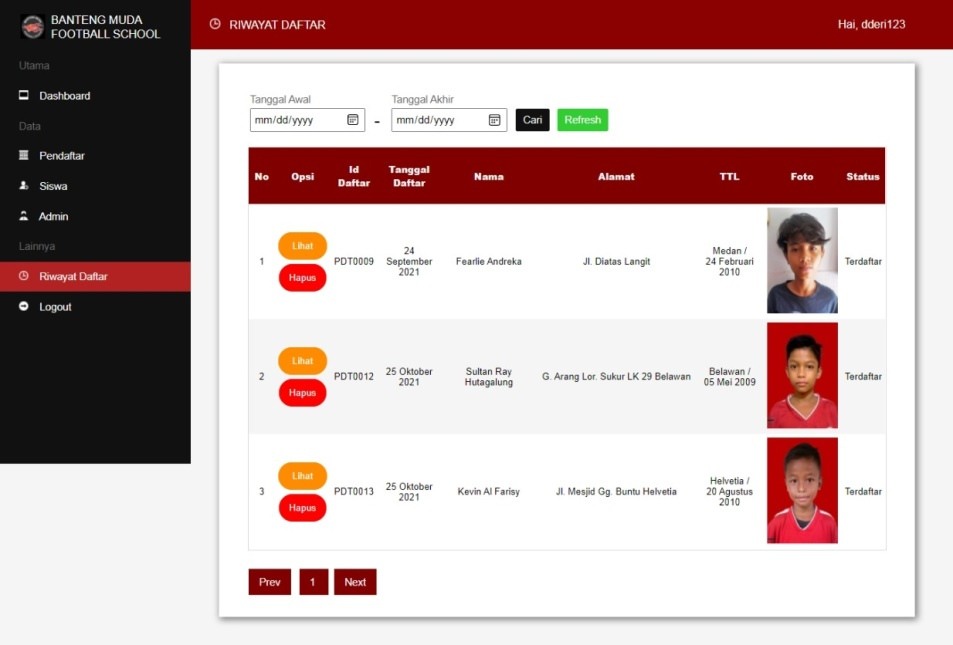 BANTENG MUDA
FOOTBALL SCHOOL
RIWAYAT DAFTAR
Hai, dderi123
Utama
Dashboard
Data
Pendaftar
Siswa
Admin
Lainnya
Riwayat Daftar
Logout
Tanggal Awal Tanggal Akhir
mm/dd/yyyy - mm/dd/yyyy Cari Refresh
No Opsi Id Daftar Tanggal Daftar Nama Alamat TTL Foto Status
1 Lihat Hapus PDT0009 24 September 2021 Fearlie Andreka Jl. Diatas Langit Medan / 24 Februari 2010 Terdaftar
2 Lihat Hapus PDT0012 25 Oktober 2021 Sultan Ray Hutagalung G. Arang Lor. Sukur LK 29 Belawan Belawan / 05 Mei 2009 Terdaftar
3 Lihat Hapus PDT0013 25 Oktober 2021 Kevin Al Farisy Jl. Mesjid Gg. Buntu Helvetia Helvetia / 20 Agustus 2010 Terdaftar
Prev 1 Next